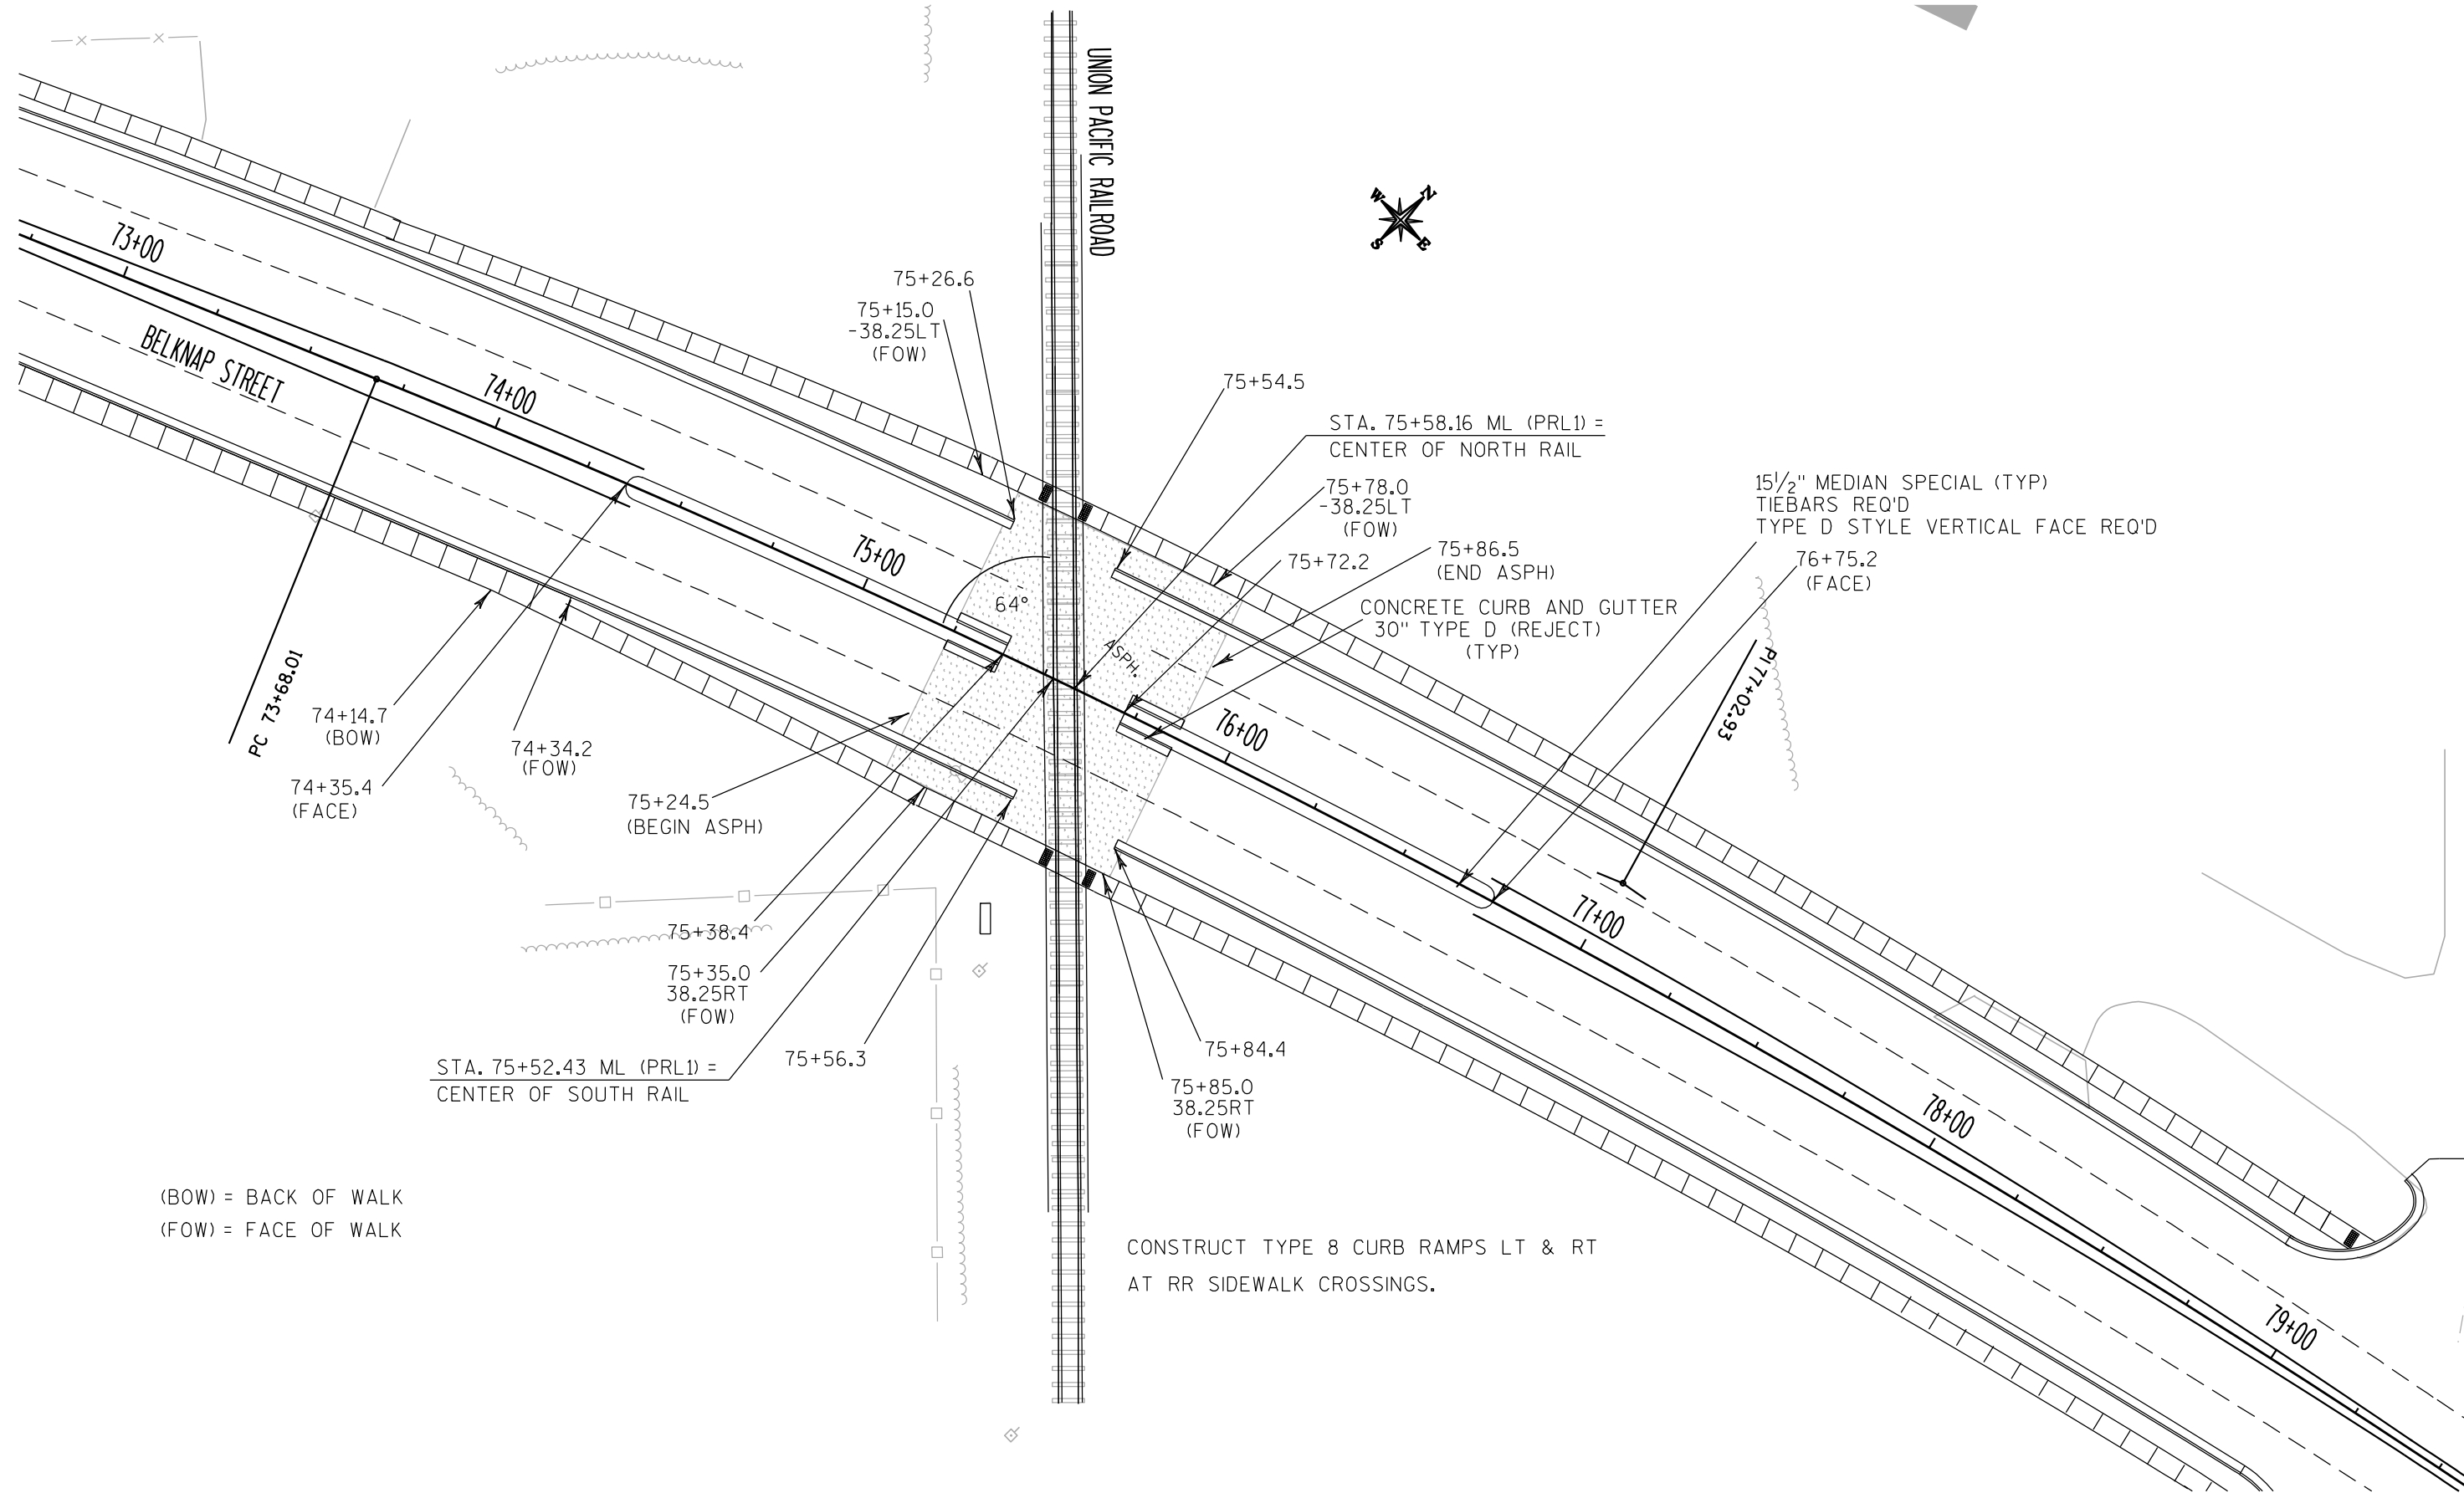 UNION PACIFIC RAILROAD
W N
S E
73+00
BELKNAP STREET
74+00
75+00
75+26.6
75+15.0
-38.25LT
(FOW)
75+54.5
STA. 75+58.16 ML (PRL1) =
CENTER OF NORTH RAIL
75+78.0
-38.25LT
(FOW)
75+72.2
75+86.5
(END ASPH)
CONCRETE CURB AND GUTTER
30" TYPE D (REJECT)
(TYP)
15 1/2" MEDIAN SPECIAL (TYP)
TIEBARS REQ'D
TYPE D STYLE VERTICAL FACE REQ'D
76+75.2
(FACE)
64°
ASPH.
PC 73+68.01
PI 77+02.93
74+14.7
(BOW)
74+35.4
(FACE)
74+34.2
(FOW)
75+24.5
(BEGIN ASPH)
76+00
77+00
78+00
79+00
75+38.4
75+35.0
38.25RT
(FOW)
STA. 75+52.43 ML (PRL1) =
CENTER OF SOUTH RAIL
75+56.3
75+84.4
75+85.0
38.25RT
(FOW)
(BOW) = BACK OF WALK
(FOW) = FACE OF WALK
CONSTRUCT TYPE 8 CURB RAMPS LT & RT
AT RR SIDEWALK CROSSINGS.